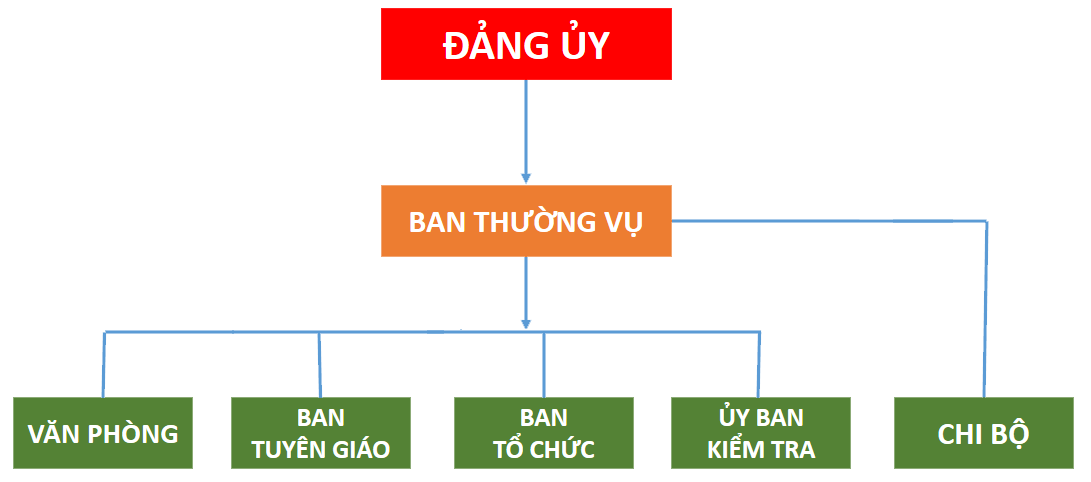 ĐẢNG ỦY
BAN THƯỜNG VỤ
VĂN PHÒNG
BAN
TUYÊN GIÁO
BAN
TỔ CHỨC
ỦY BAN
KIỂM TRA
CHI BỘ